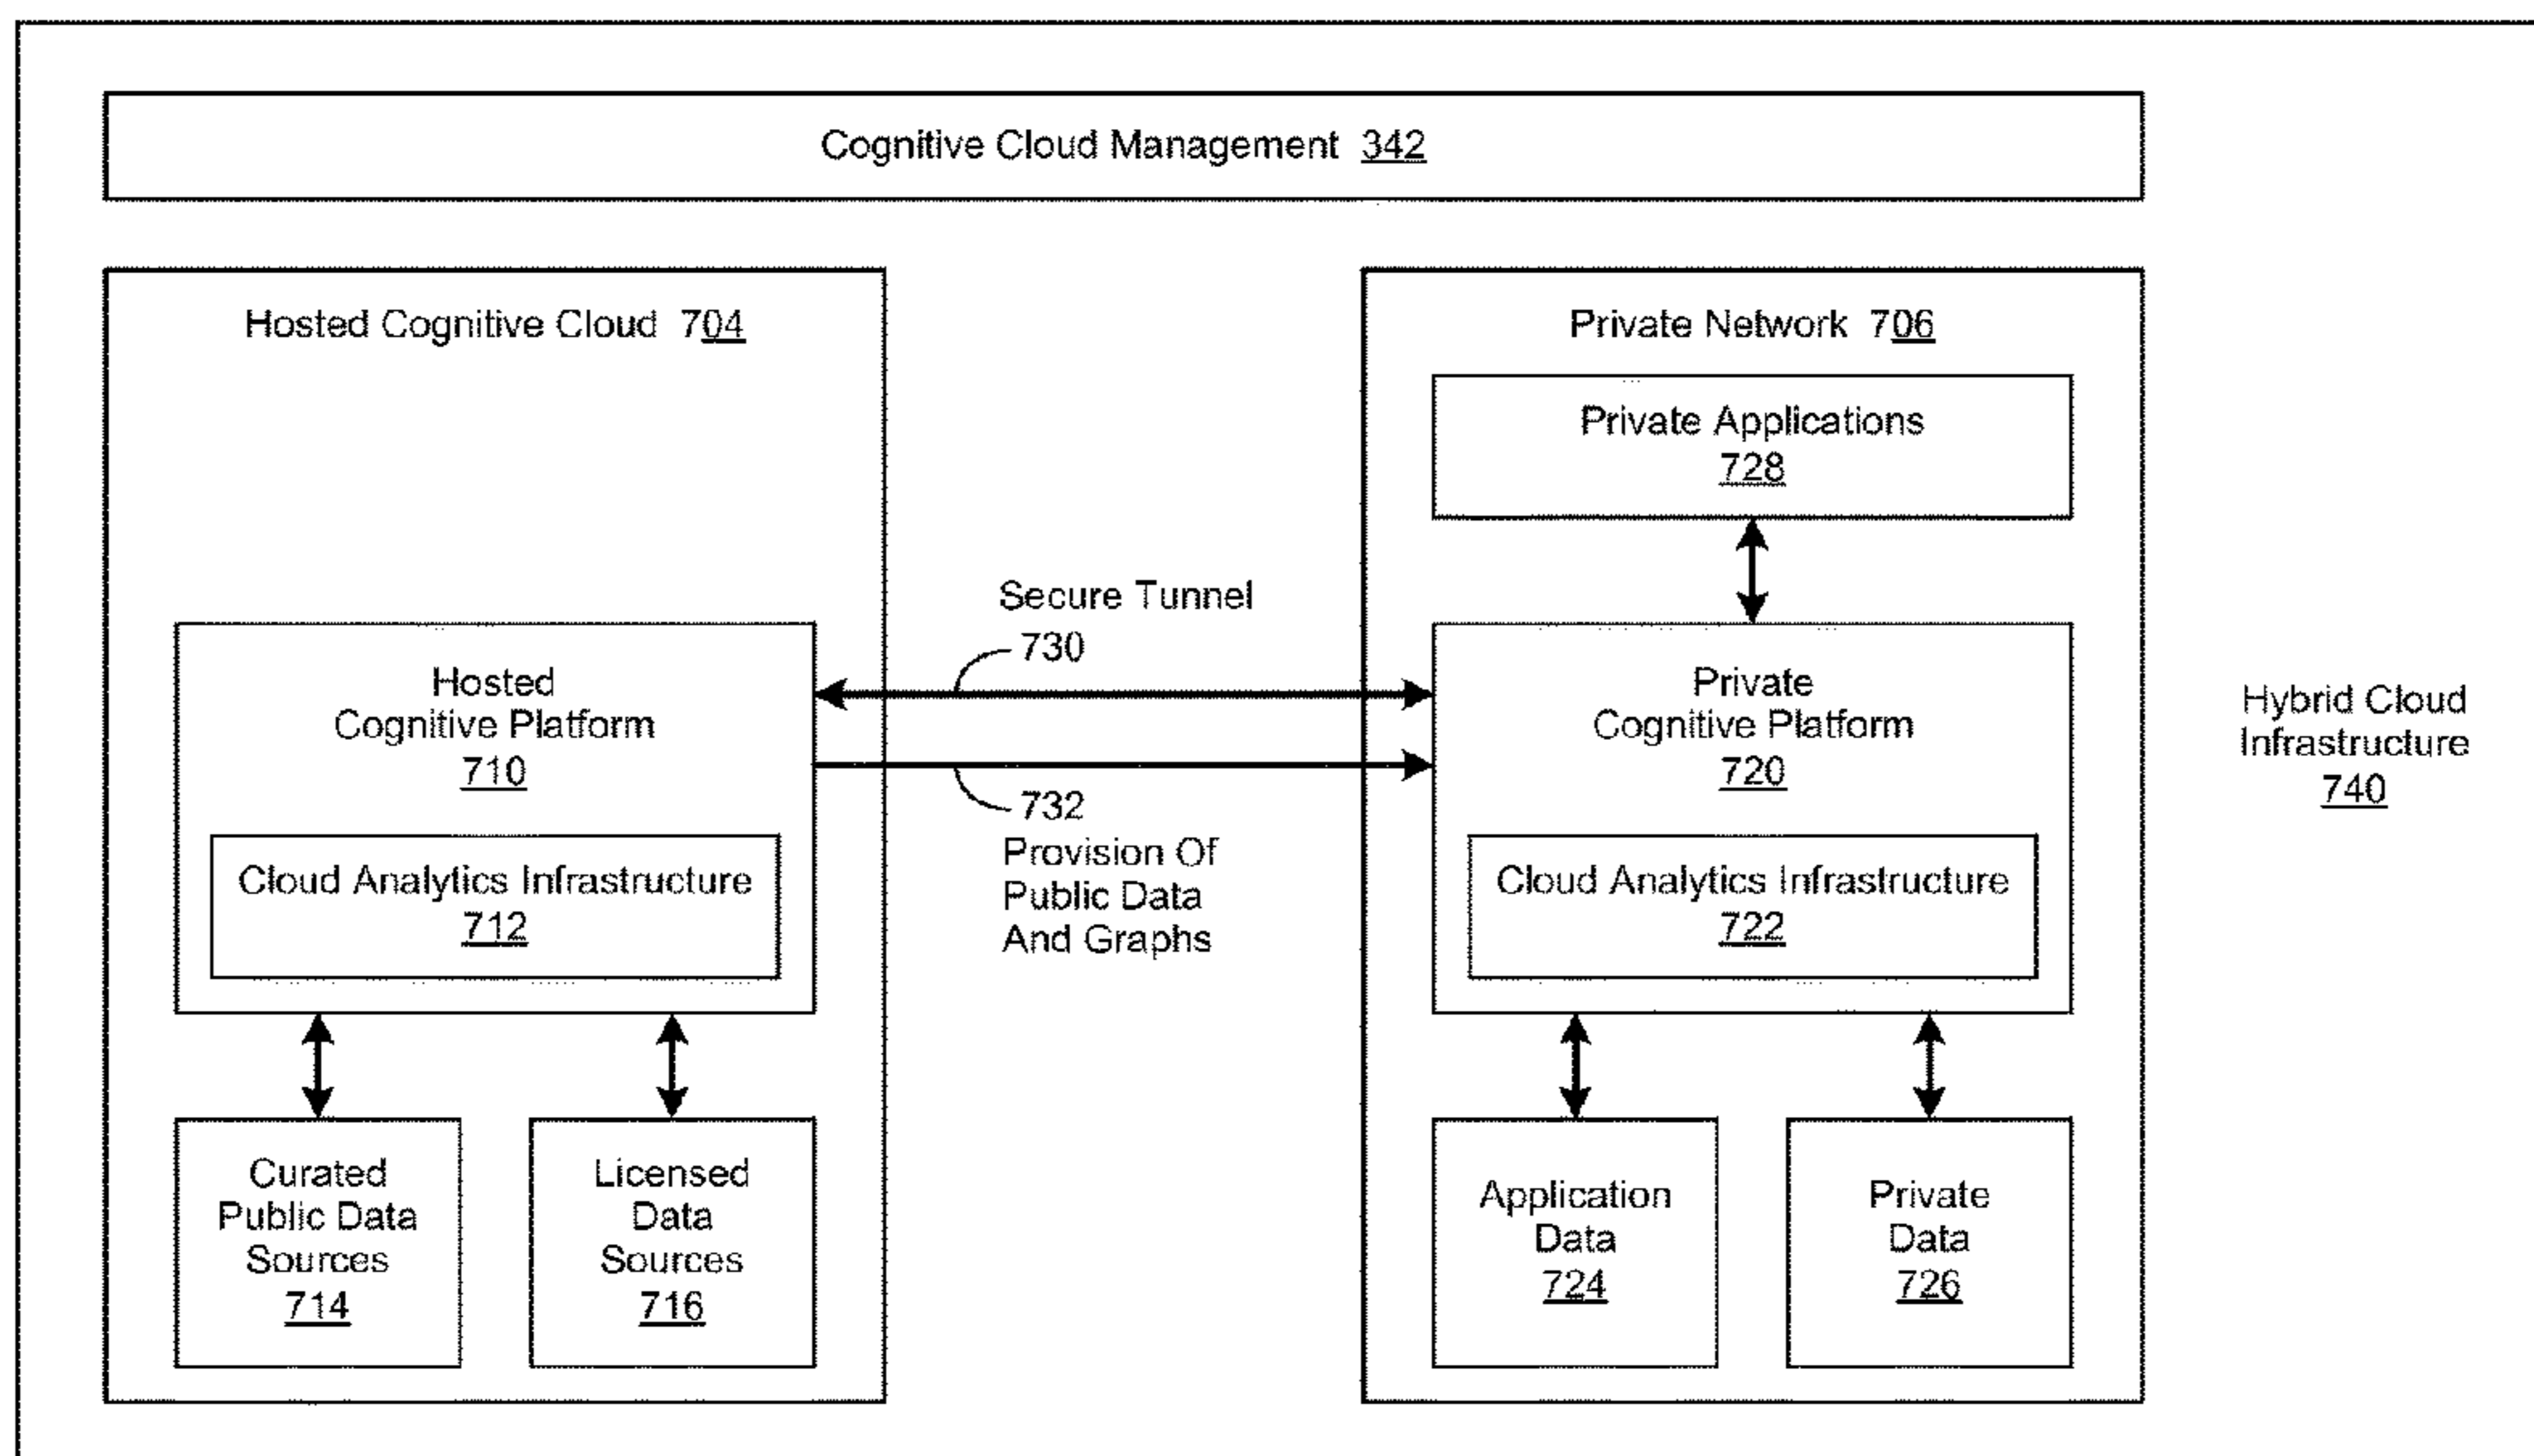 Cognitive Cloud Management 342
Hosted Cognitive Cloud 704
Hosted
Cognitive Platform
710
Cloud Analytics Infrastructure
712
Curated
Public Data
Sources
714
Licensed
Data
Sources
716
Secure Tunnel
730
732
Provision Of
Public Data
And Graphs
Private Network 706
Private Applications
728
Private
Cognitive Platform
720
Cloud Analytics Infrastructure
722
Application
Data
724
Private
Data
726
Hybrid Cloud
Infrastructure
740